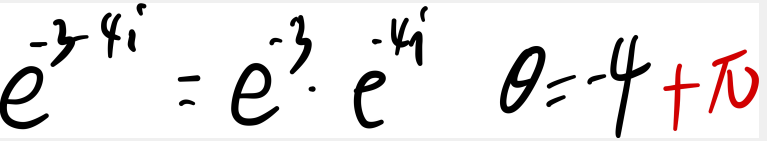 e^{-3-4i} = e^{-3} · e^{-4i} θ = -4 + π